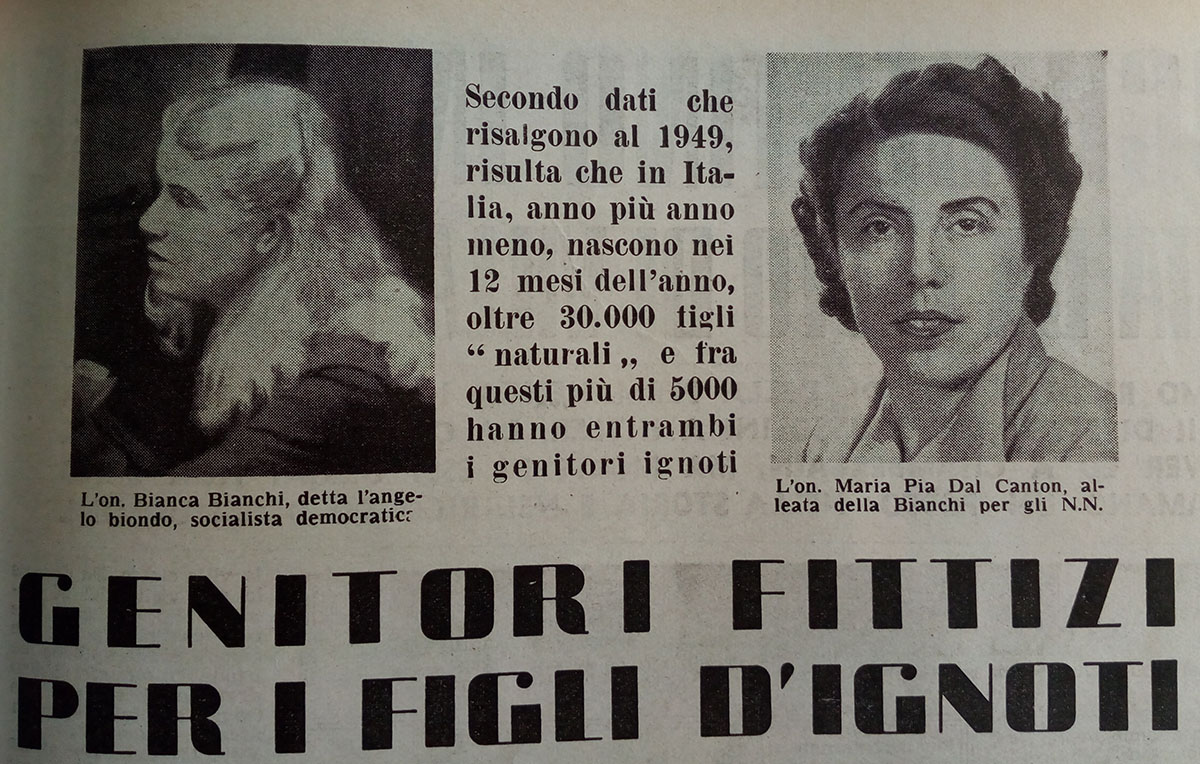 Secondo dati che
risalgono al 1949,
risulta che in Ita-
lia, anno più anno
meno, nascono nei
12 mesi dell'anno,
oltre 30.000 figli
“ naturali „ e fra
questi più di 5000
hanno entrambi
i genitori ignoti
L'on. Bianca Bianchi, detta l'ange-
lo biondo, socialista democratica
L'on. Maria Pia Dal Canton, al-
leata della Bianchi per gli N.N.
GENITORI FITTIZI
PER I FIGLI D'IGNOTI